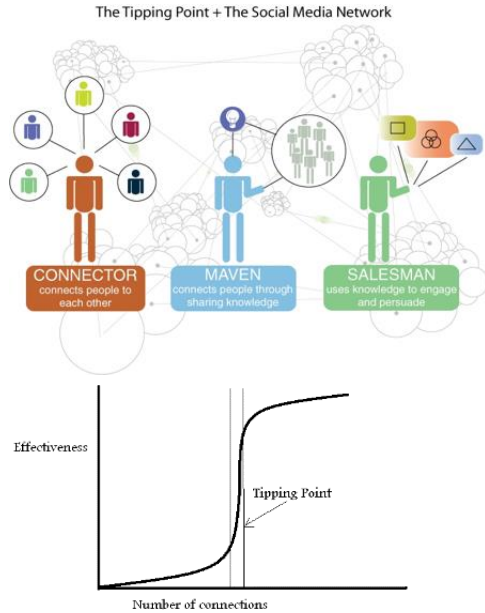 The Tipping Point + The Social Media Network
CONNECTOR
connects people to
each other
MAVEN
connects people through
sharing knowledge
SALESMAN
uses knowledge to engage
and persuade
Effectiveness
Tipping Point
Number of connections